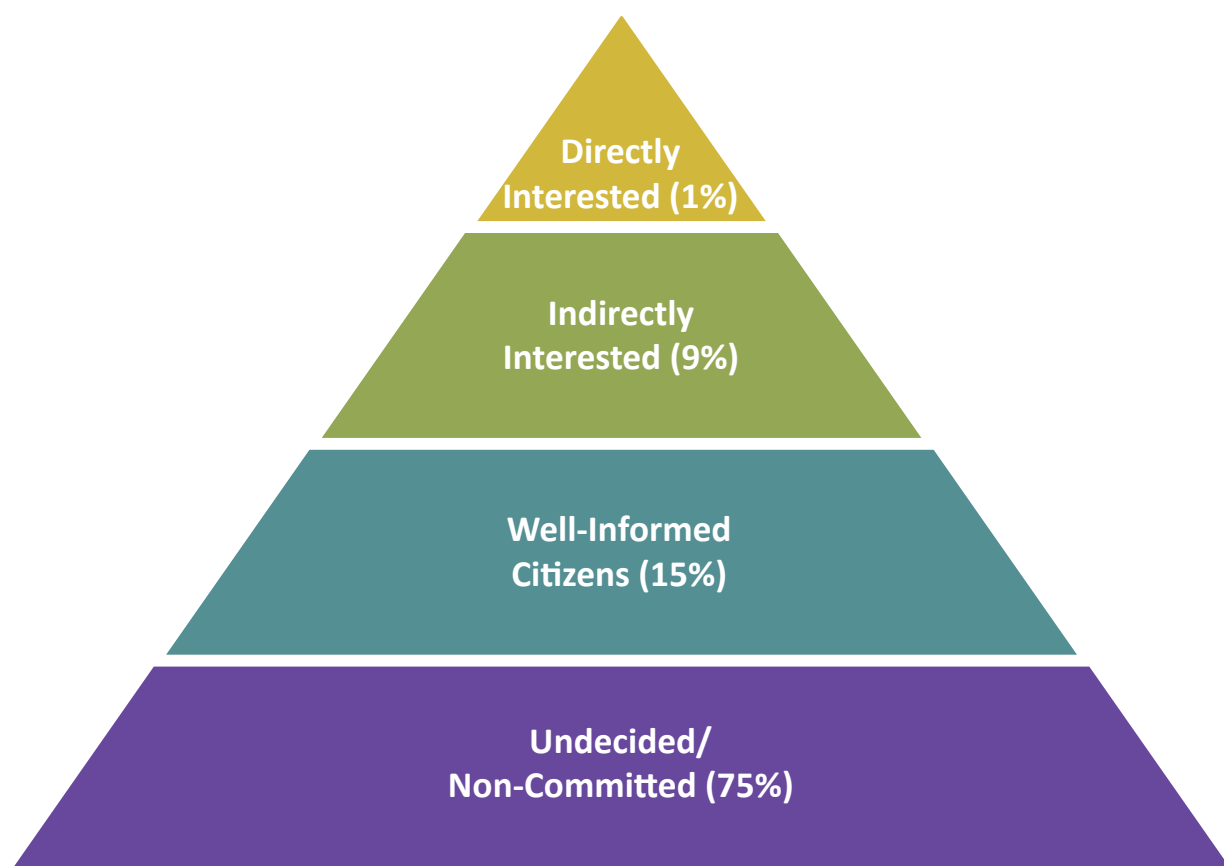 Directly
Interested (1%)
Indirectly
Interested (9%)
Well-Informed
Citizens (15%)
Undecided/
Non-Committed (75%)